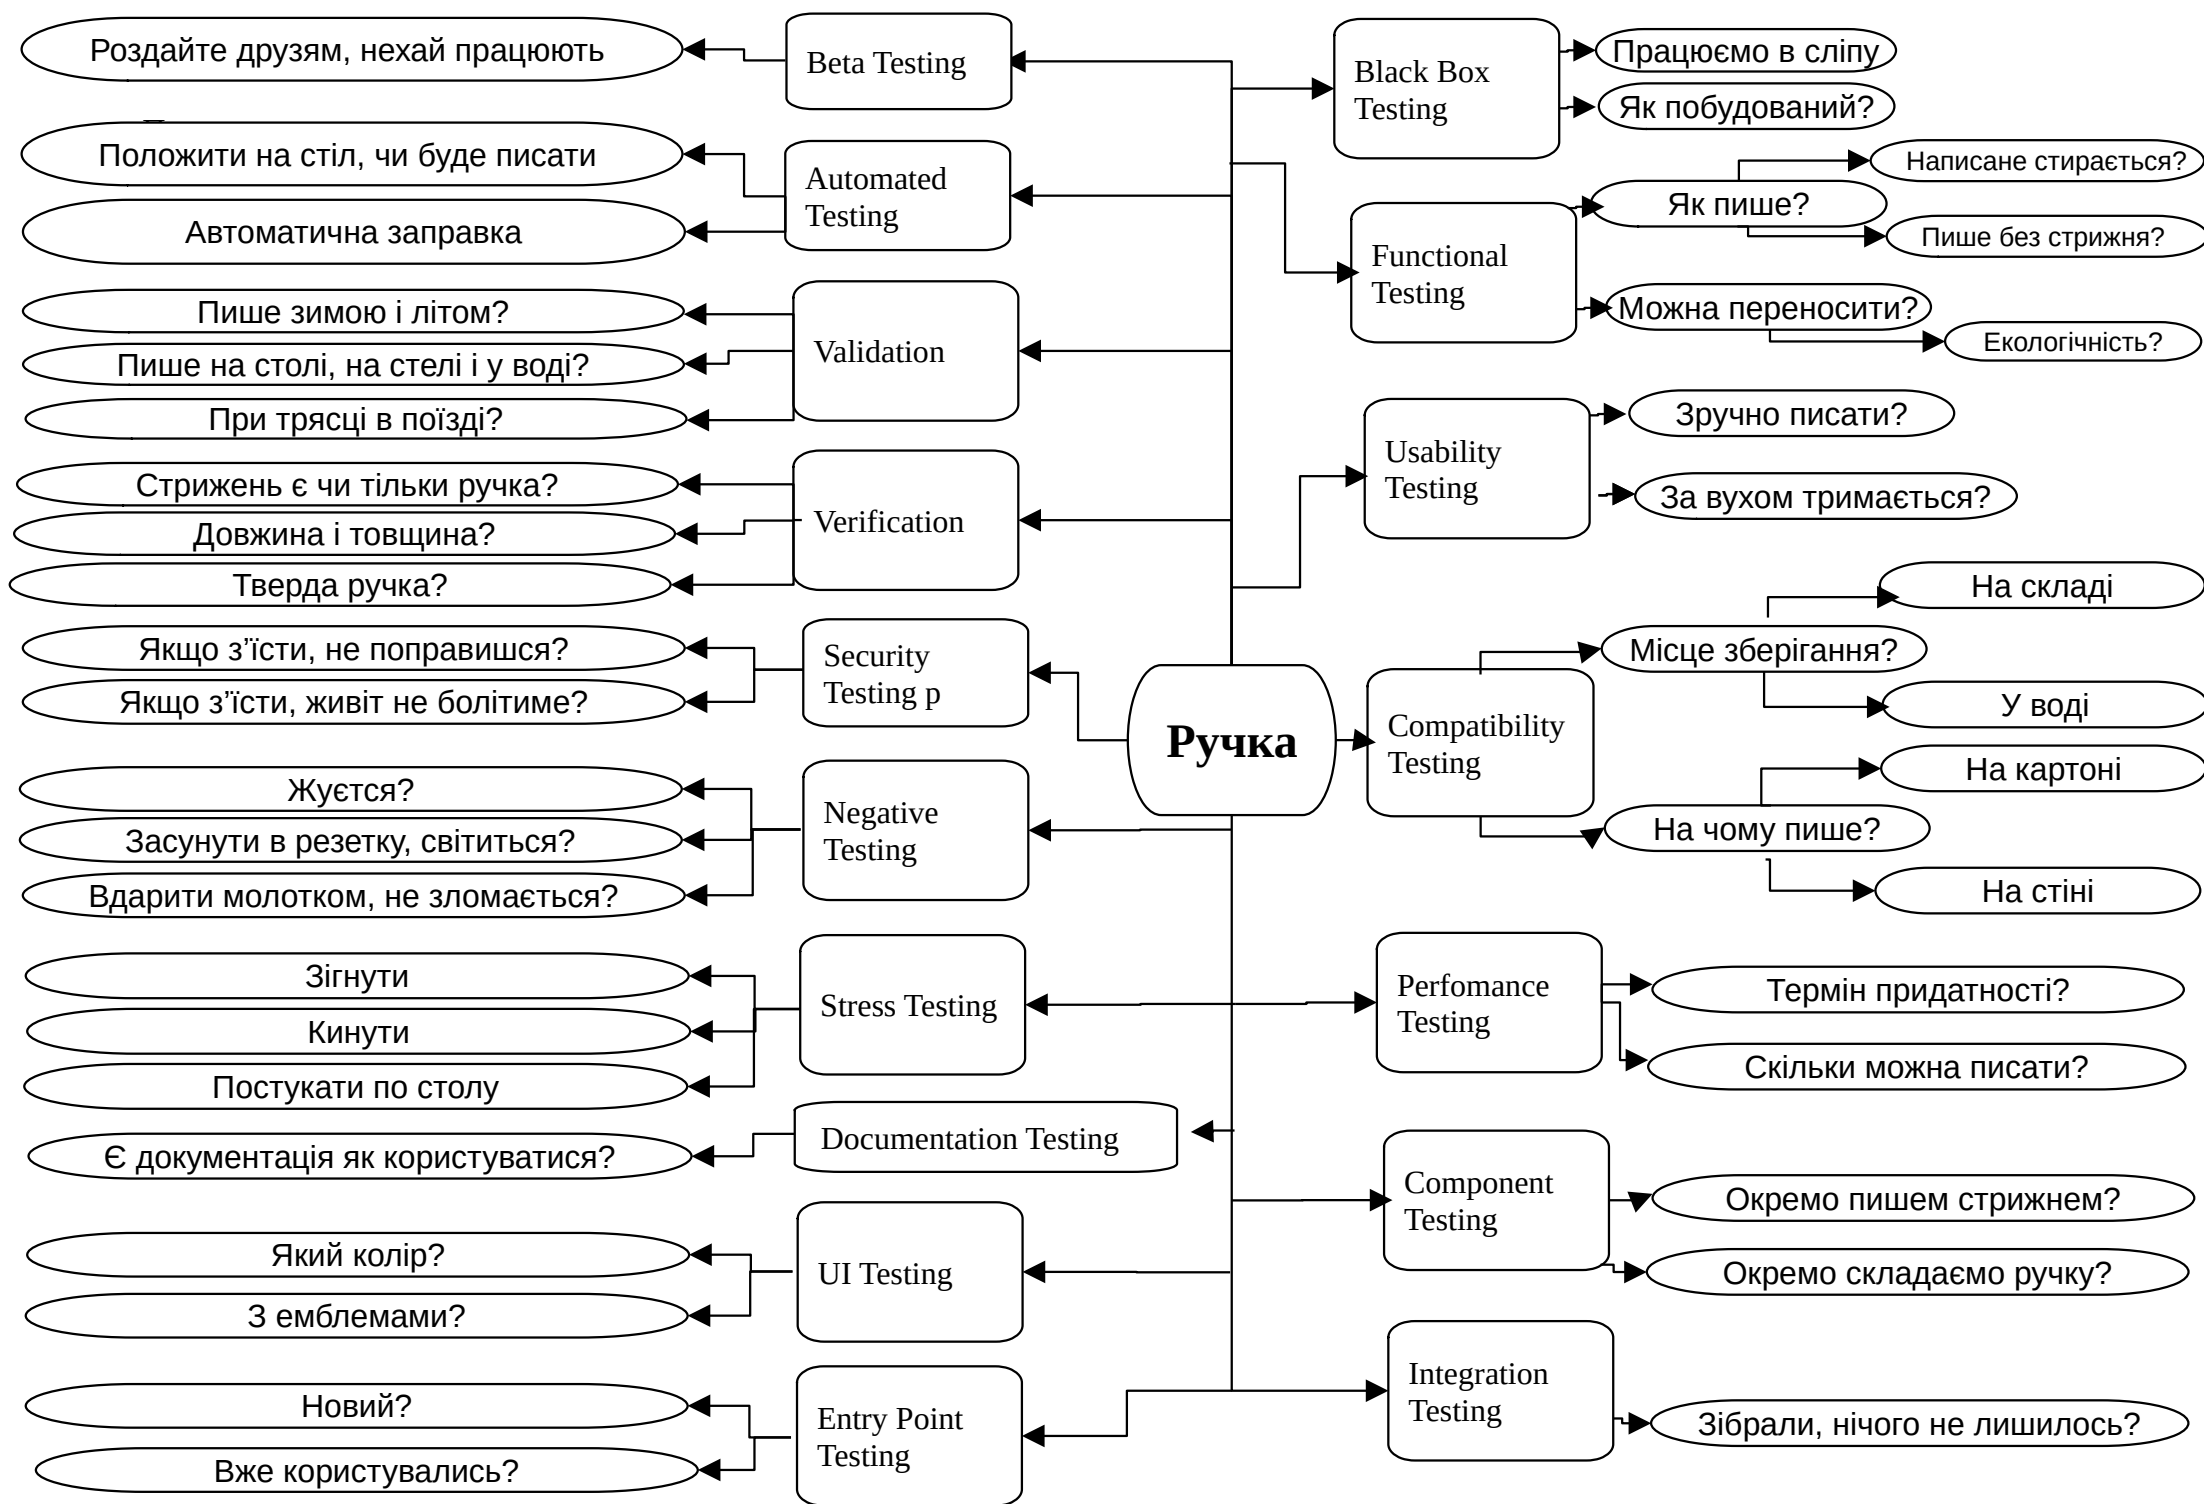 Роздайте друзям, нехай працюють
Beta Testing
Положити на стіл, чи буде писати
Automated
Testing
Автоматична заправка
Пише зимою і літом?
Validation
Пише на столі, на стелі і у воді?
При трясці в поїзді?
Стрижень є чи тільки ручка?
Verification
Довжина і товщина?
Тверда ручка?
Якщо з’їсти, не поправишся?
Security
Testing р
Якщо з’їсти, живіт не болітиме?
Жуєтся?
Negative
Testing
Засунути в резетку, світиться?
Вдарити молотком, не зломається?
Зігнути
Stress Testing
Кинути
Постукати по столу
Documentation Testing
Є документація як користуватися?
Який колір?
UI Testing
З емблемами?
Новий?
Entry Point
Testing
Вже користувались?
Ручка
Black Box
Testing
Працюємо в сліпу
Як побудований?
Functional
Testing
Як пише?
Написане стирається?
Пише без стрижня?
Можна переносити?
Екологічність?
Usability
Testing
Зручно писати?
За вухом тримається?
Compatibility
Testing
Місце зберігання?
На складі
У воді
На чому пише?
На картоні
На стіні
Perfomance
Testing
Термін придатності?
Скільки можна писати?
Component
Testing
Окремо пишем стрижнем?
Окремо складаємо ручку?
Integration
Testing
Зібрали, нічого не лишилось?